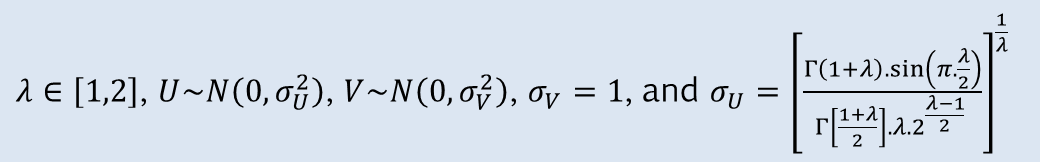 λ ∈ [1,2], U~N(0, σ_U^2), V~N(0, σ_V^2), σ_V = 1, and σ_U = [Γ(1+λ).sin(π.λ/2) / Γ[(1+λ)/2].λ.2^((λ−1)/2)]^(1/λ)